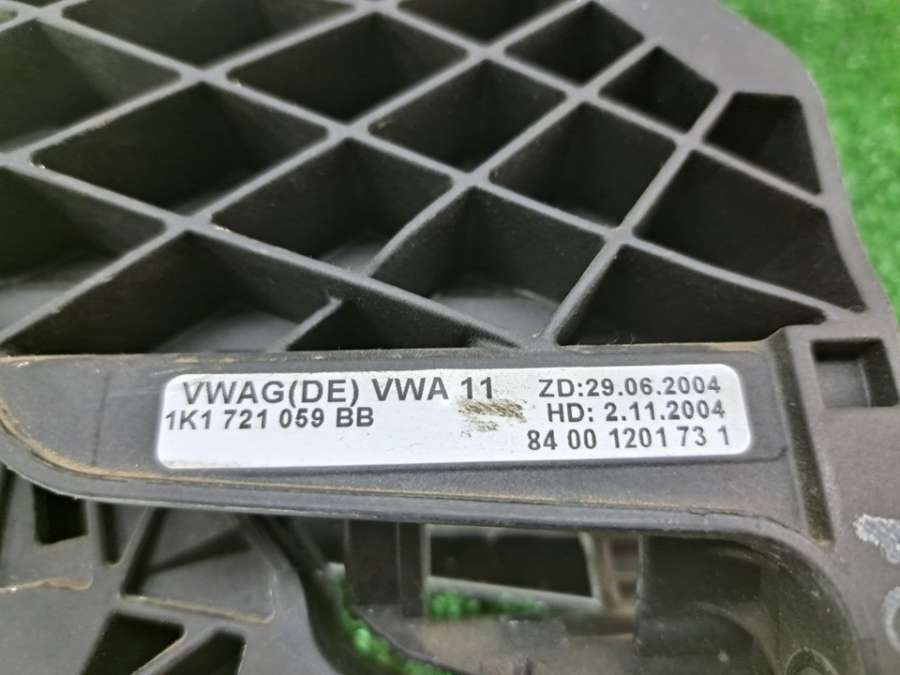 VWAG(DE) VWA 11 ZD:29.06.2004
1K1 721 059 BB HD: 2.11.2004
84 00 1201 73 1